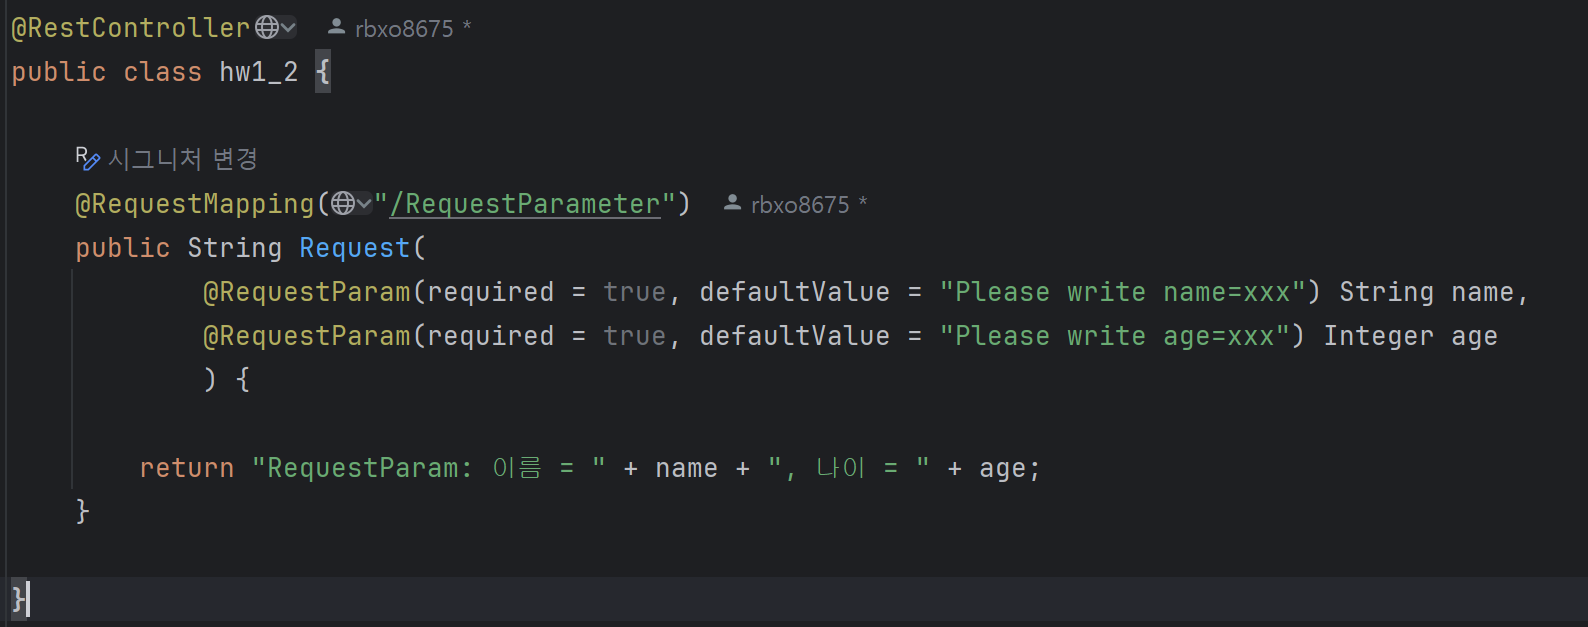 @RestController rbxo8675 *
public class hw1_2 {
시그니처 변경
@RequestMapping("/RequestParameter") rbxo8675 *
public String Request(
@RequestParam(required = true, defaultValue = "Please write name=xxx") String name,
@RequestParam(required = true, defaultValue = "Please write age=xxx") Integer age
) {
return "RequestParam: 이름 = " + name + ", 나이 = " + age;
}
}